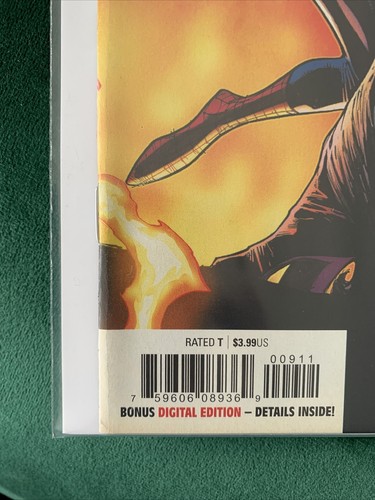 RATED T | $3.99US
00911
7 59606 08936 9
BONUS DIGITAL EDITION – DETAILS INSIDE!